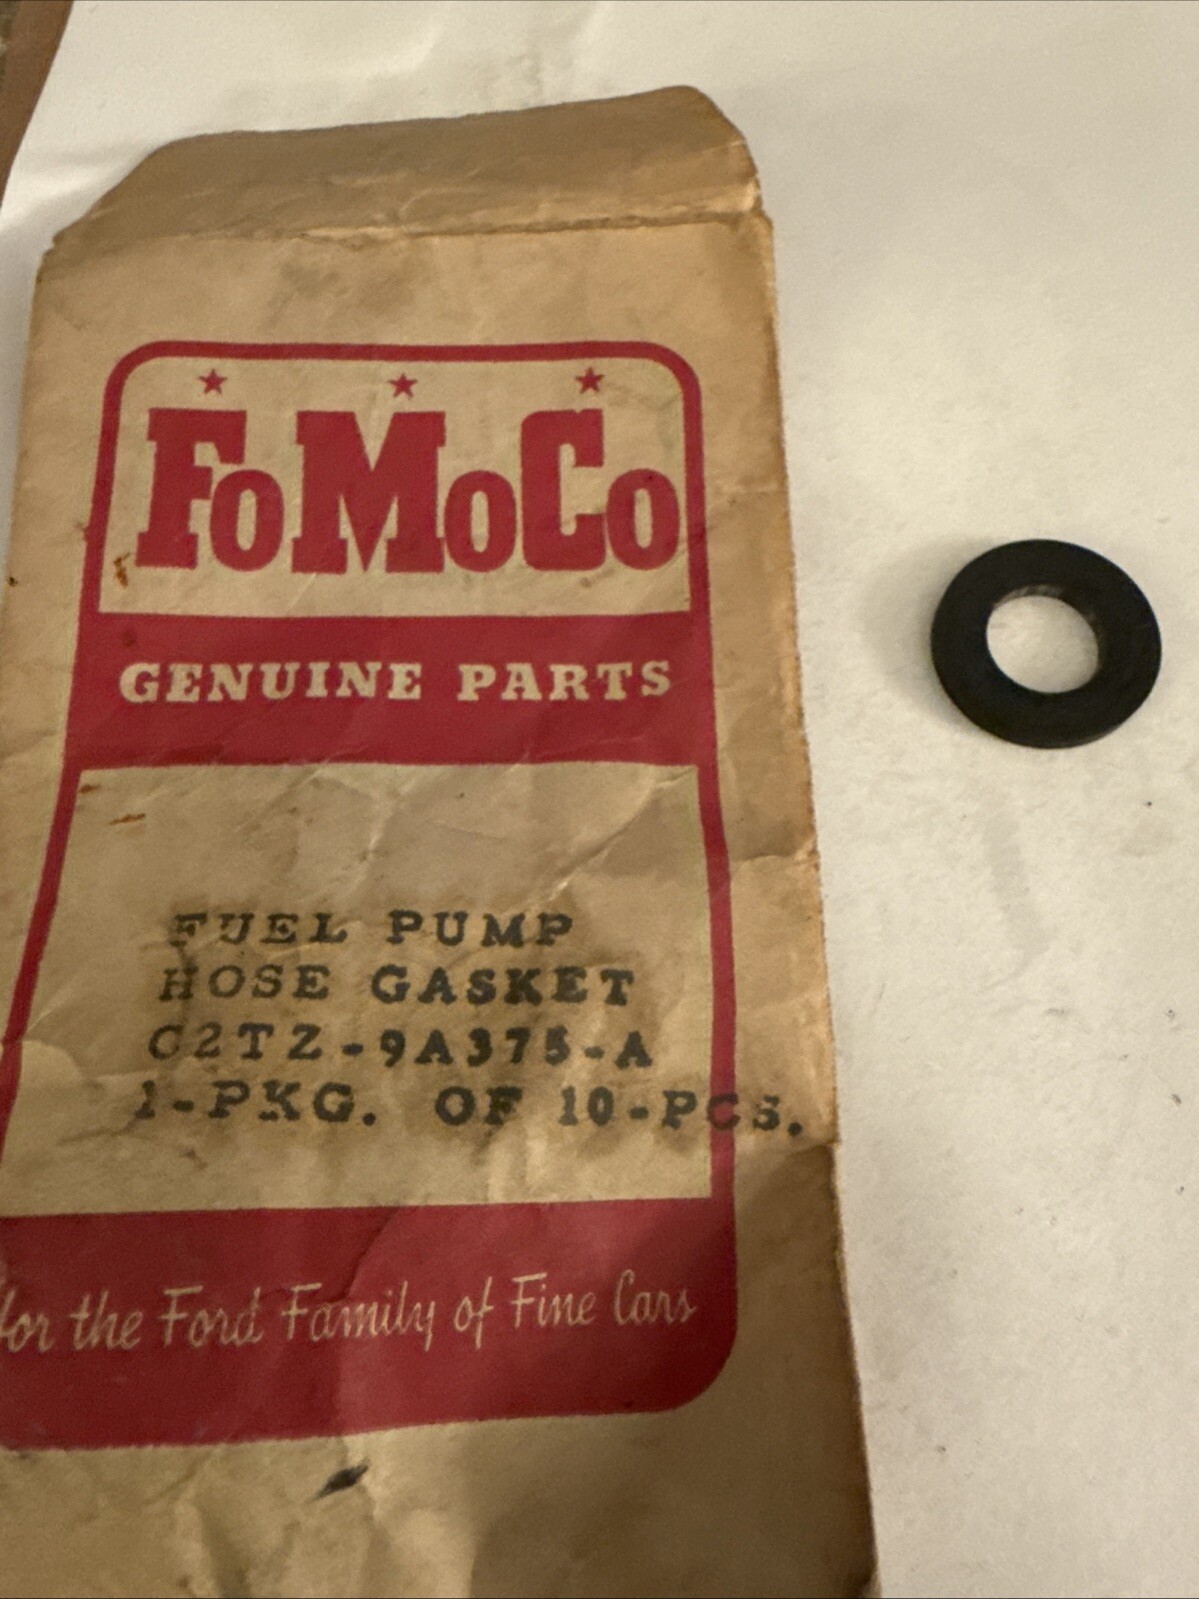 FoMoCo
GENUINE PARTS
FUEL PUMP
HOSE GASKET
C2TZ-9A375-A
1-PKG. OF 10-PCS.
for the Ford Family of Fine Cars